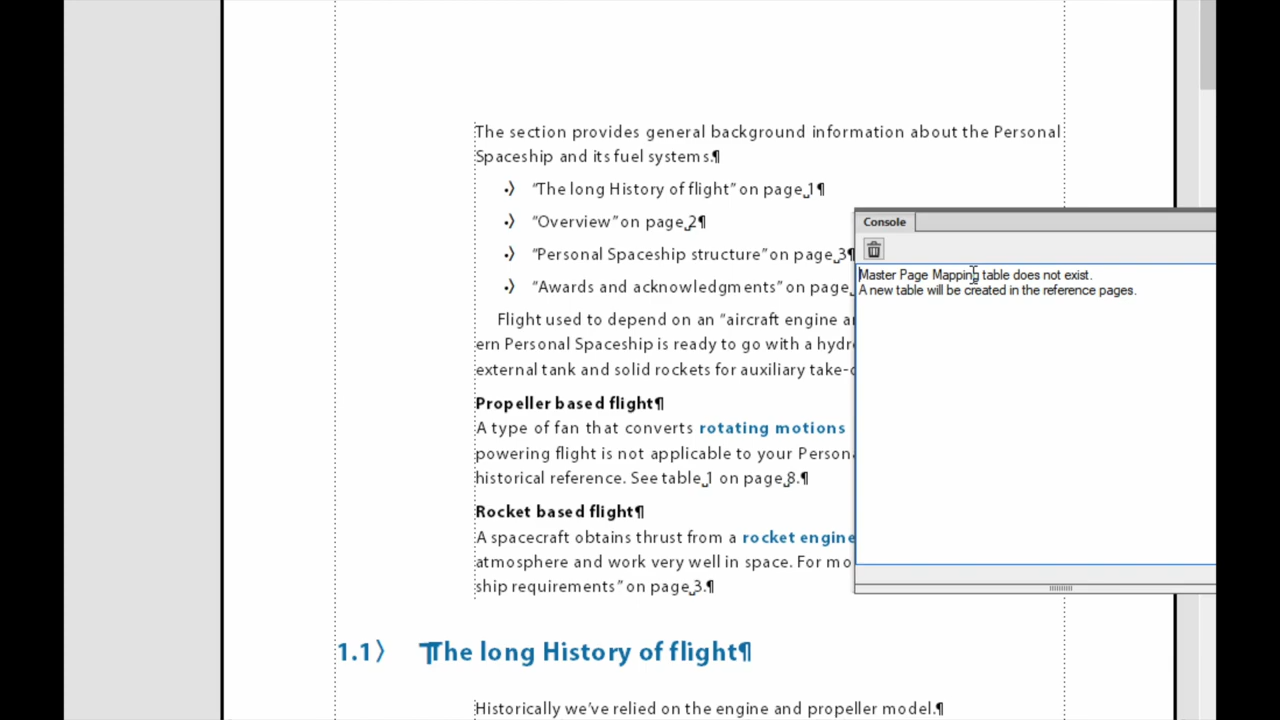 The section provides general background information about the Personal
Spaceship and its fuel systems.¶
“The long History of flight” on page 1¶
“Overview” on page 2¶
“Personal Spaceship structure” on page 3¶
“Awards and acknowledgments” on page
Flight used to depend on an “aircraft engine
ern Personal Spaceship is ready to go with a
external tank and solid rockets for auxiliary
Propeller based flight¶
A type of fan that converts rotating motions
powering flight is not applicable to your
historical reference. See table 1 on page 8.¶
Rocket based flight¶
A spacecraft obtains thrust from a rocket engine
atmosphere and work very well in space. For
ship requirements” on page 3.¶
1.1〉 The long History of flight¶
Historically we’ve relied on the engine and propeller model.¶
Console
Master Page Mapping table does not exist.
A new table will be created in the reference pages.